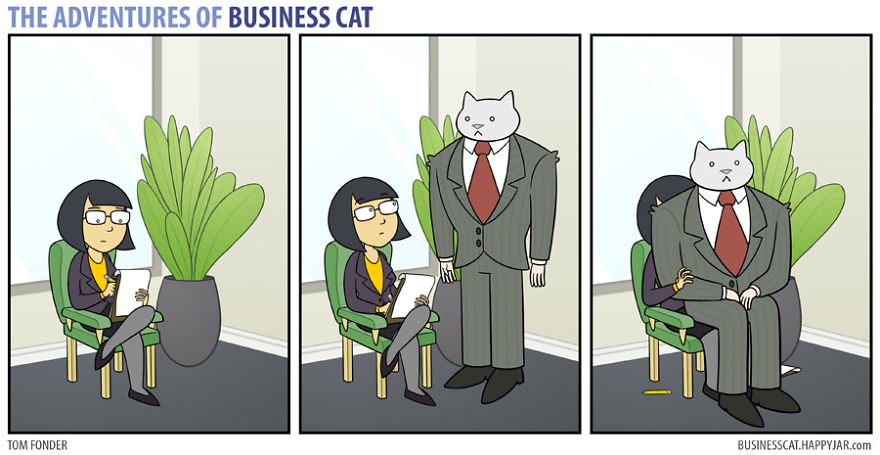 THE ADVENTURES OF BUSINESS CAT
TOM FONDER
BUSINESSCAT.HAPPYJAR.com